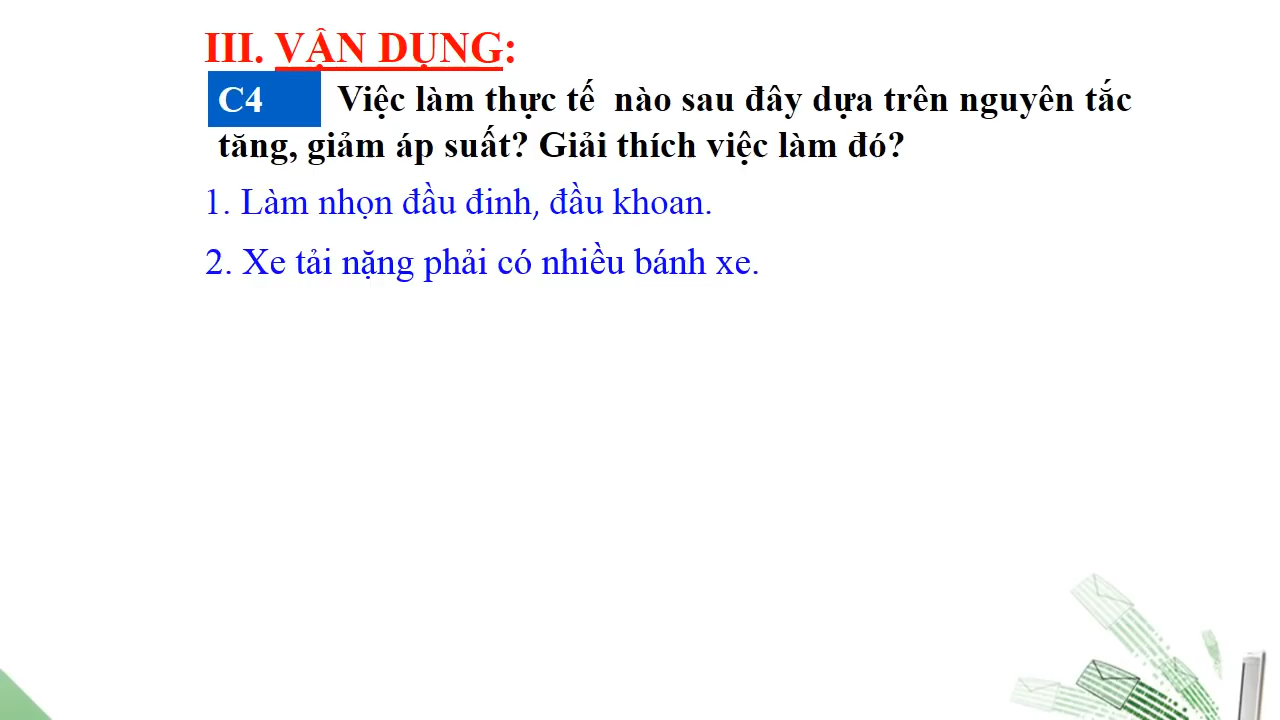 III. VẬN DỤNG:
C4 Việc làm thực tế nào sau đây dựa trên nguyên tắc
tăng, giảm áp suất? Giải thích việc làm đó?
1. Làm nhọn đầu đinh, đầu khoan.
2. Xe tải nặng phải có nhiều bánh xe.